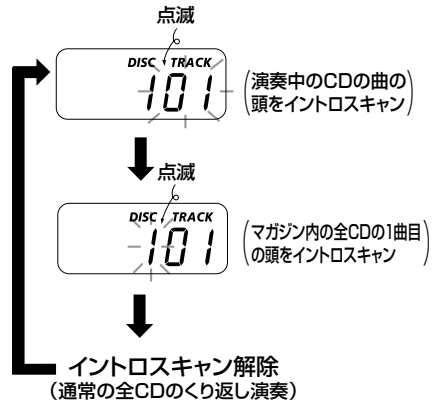 点滅
DISC TRACK
101
(演奏中のCDの曲の
頭をイントロスキャン)
点滅
DISC TRACK
101
(マガジン内の全CDの1曲目
の頭をイントロスキャン)
イントロスキャン解除
(通常の全CDのくり返し演奏)